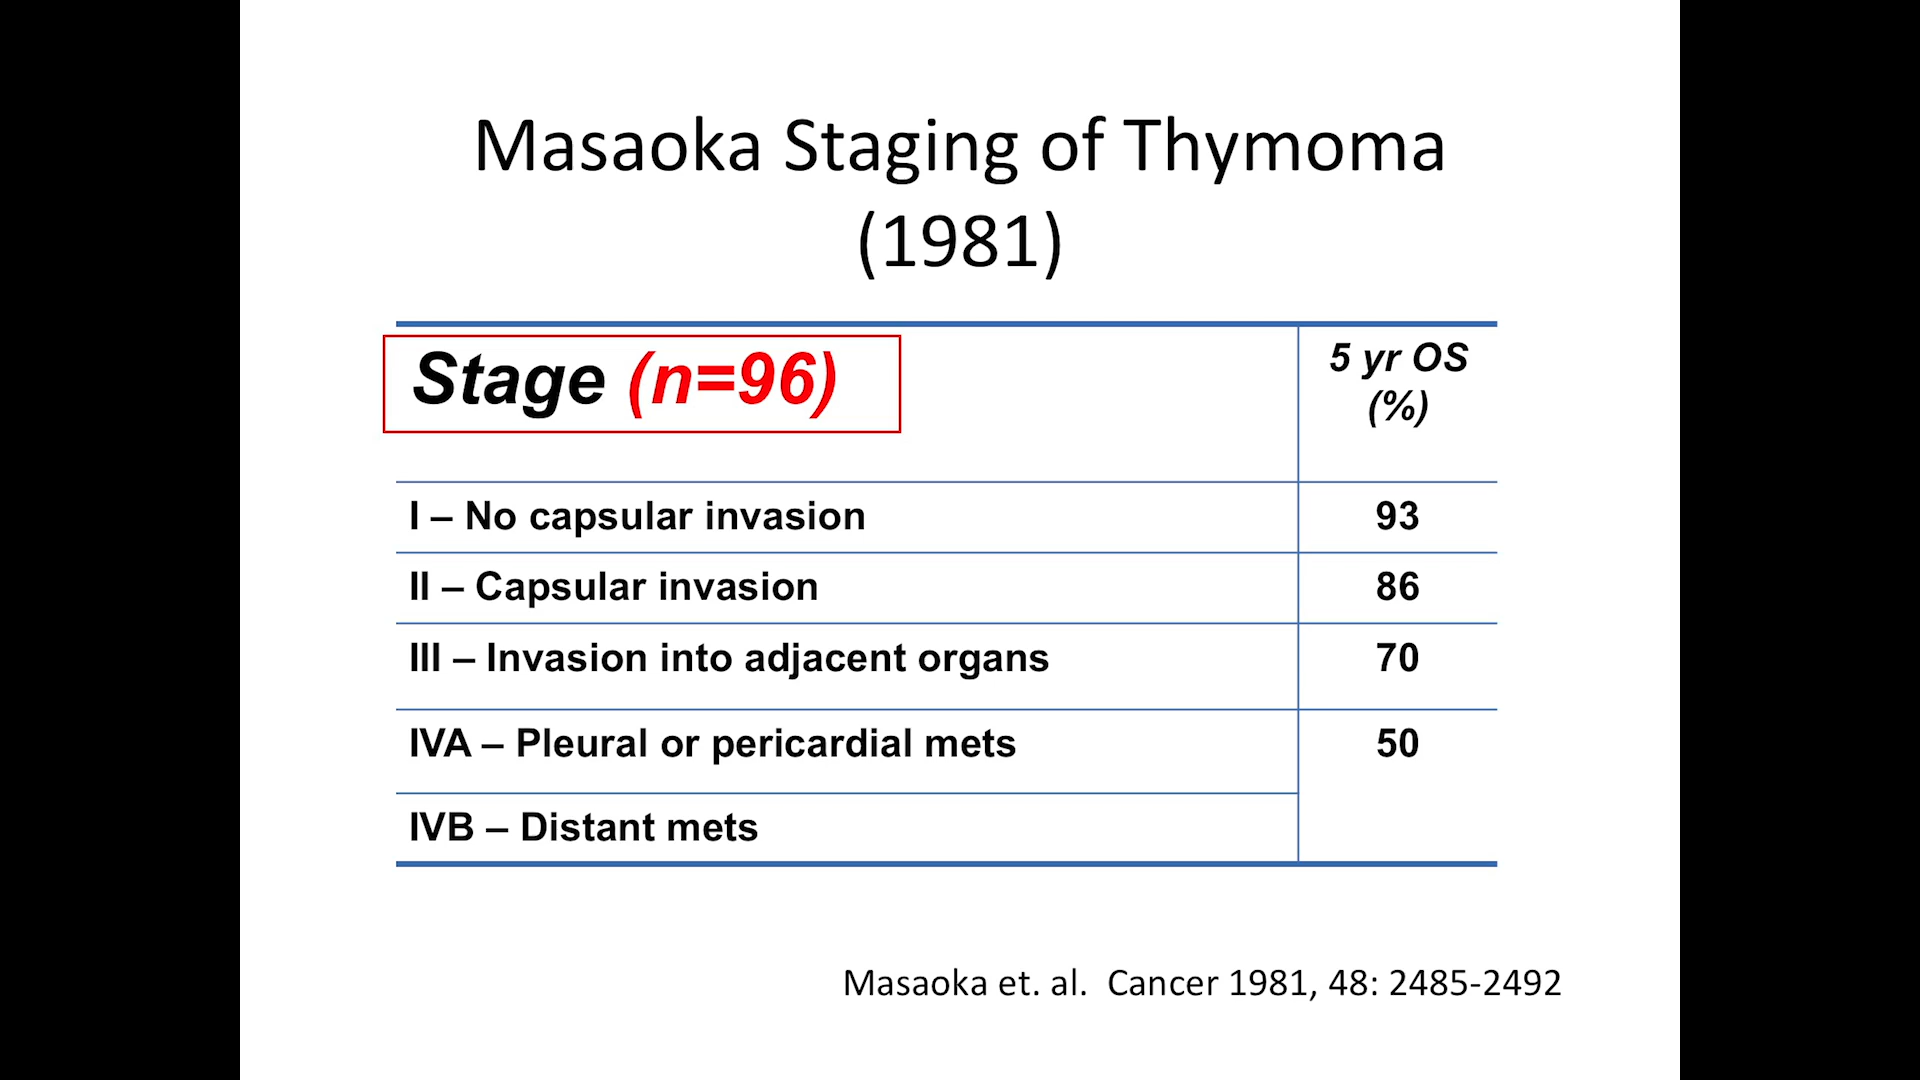 Masaoka Staging of Thymoma
(1981)
Stage (n=96)
5 yr OS
(%)
I – No capsular invasion
93
II – Capsular invasion
86
III – Invasion into adjacent organs
70
IVA – Pleural or pericardial mets
50
IVB – Distant mets
Masaoka et. al. Cancer 1981, 48: 2485-2492